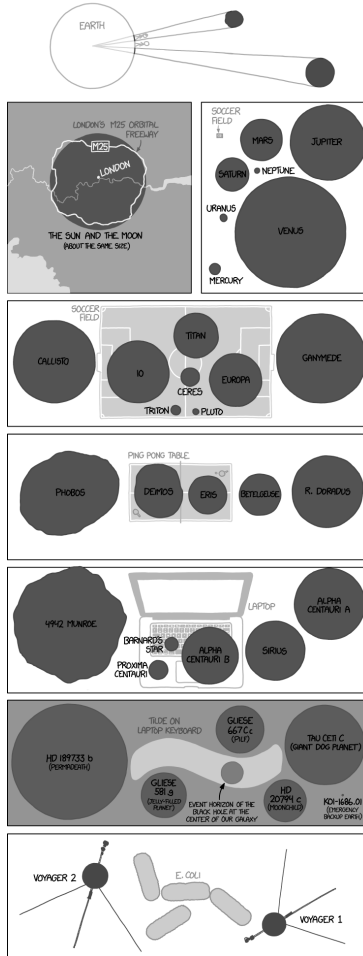 EARTH
LONDON'S M25 ORBITAL
FREEWAY
M25
LONDON
THE SUN AND THE MOON
(ABOUT THE SAME SIZE)
SOCCER
FIELD
MARS
JUPITER
SATURN
NEPTUNE
URANUS
VENUS
MERCURY
SOCCER
FIELD
TITAN
CALLISTO
IO
CERES
EUROPA
GANYMEDE
TRITON
PLUTO
PING PONG TABLE
PHOBOS
DEIMOS
ERIS
BETELGEUSE
R. DORADUS
LAPTOP
4942 MUNROE
BARNARD'S
STAR
PROXIMA
CENTAURI
ALPHA
CENTAURI B
SIRIUS
ALPHA
CENTAURI A
TILDE ON
LAPTOP KEYBOARD
HD 189733 b
(PERMADEATH)
GLIESE
667 Cc
(PILF)
TAU CETI C
(GIANT DOG PLANET)
GLIESE
581 g
(JELLY-FILLED
PLANET)
EVENT HORIZON OF THE
BLACK HOLE AT THE
CENTER OF OUR GALAXY
HD
20794 c
(MOONCHILD)
KOI-1686.01
(EMERGENCY
BACKUP EARTH)
VOYAGER 2
E. COLI
VOYAGER 1